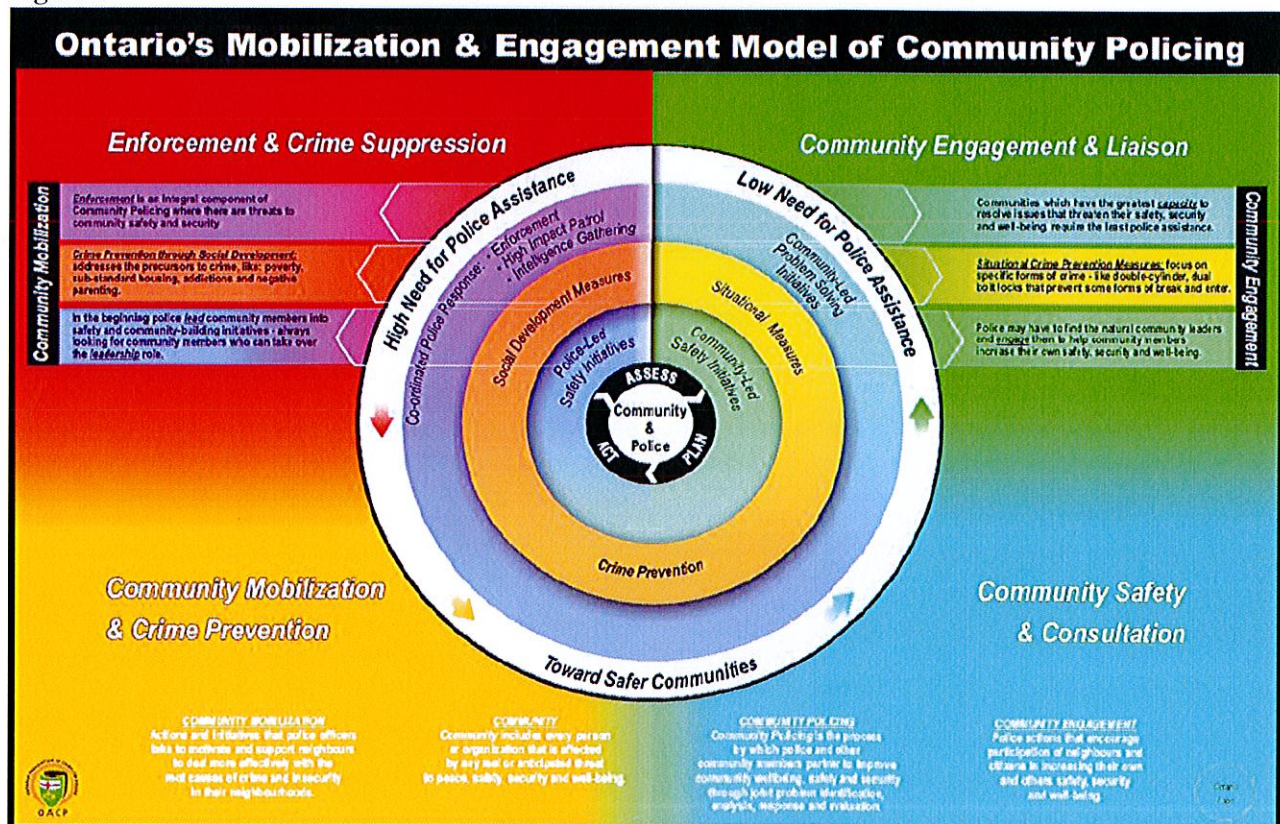 Ontario's Mobilization & Engagement Model of Community Policing
Enforcement & Crime Suppression
Community Mobilization
Enforcement is an integral component of
Community Policing where there are threats to
community safety and security
Crime Prevention through Social Development:
addresses the precursors to crime, like: poverty,
sub-standard housing, addictions and negative
parenting.
In the beginning police lead community members into
safety and community-building initiatives - always
looking for community members who can take over
the leadership role.
Community Engagement & Liaison
Community Engagement
Communities which have the greatest capacity to
resolve issues that threaten their safety, security
and well-being, require the least police assistance.
Situational Crime Prevention Measures: focus on
specific forms of crime - like double-cylinder, dual
bolt locks that prevent some forms of break and enter.
Police may have to find the natural community leaders
and engage them to help community members
increase their own safety, security and well-being.
High Need for Police Assistance
Low Need for Police Assistance
Co-ordinated Police Response:
• Enforcement
• High Impact Patrol
• Intelligence Gathering
Social Development Measures
Police-Led
Safety Initiatives
Community-Led
Problem Solving
Initiatives
Situational Measures
Community-Led
Safety Initiatives
ASSESS
Community
&
Police
ACT
PLAN
Crime Prevention
Toward Safer Communities
Community Mobilization
& Crime Prevention
Community Safety
& Consultation
COMMUNITY MOBILIZATION
Actions and initiatives that police officers
take to motivate and support neighbours
to deal more effectively with the
root causes of crime and insecurity
in their neighbourhoods.
COMMUNITY
Community includes every person
or organization that is affected
by any real or anticipated threat
to peace, safety, security and well-being.
COMMUNITY POLICING
Community Policing is the process
by which police and other
community members partner to improve
community wellbeing, safety and security
through joint problem identification,
analysis, response and evaluation.
COMMUNITY ENGAGEMENT
Police actions that encourage
participation of neighbours and
citizens in increasing their own
and others safety, security
and well-being.
OACP